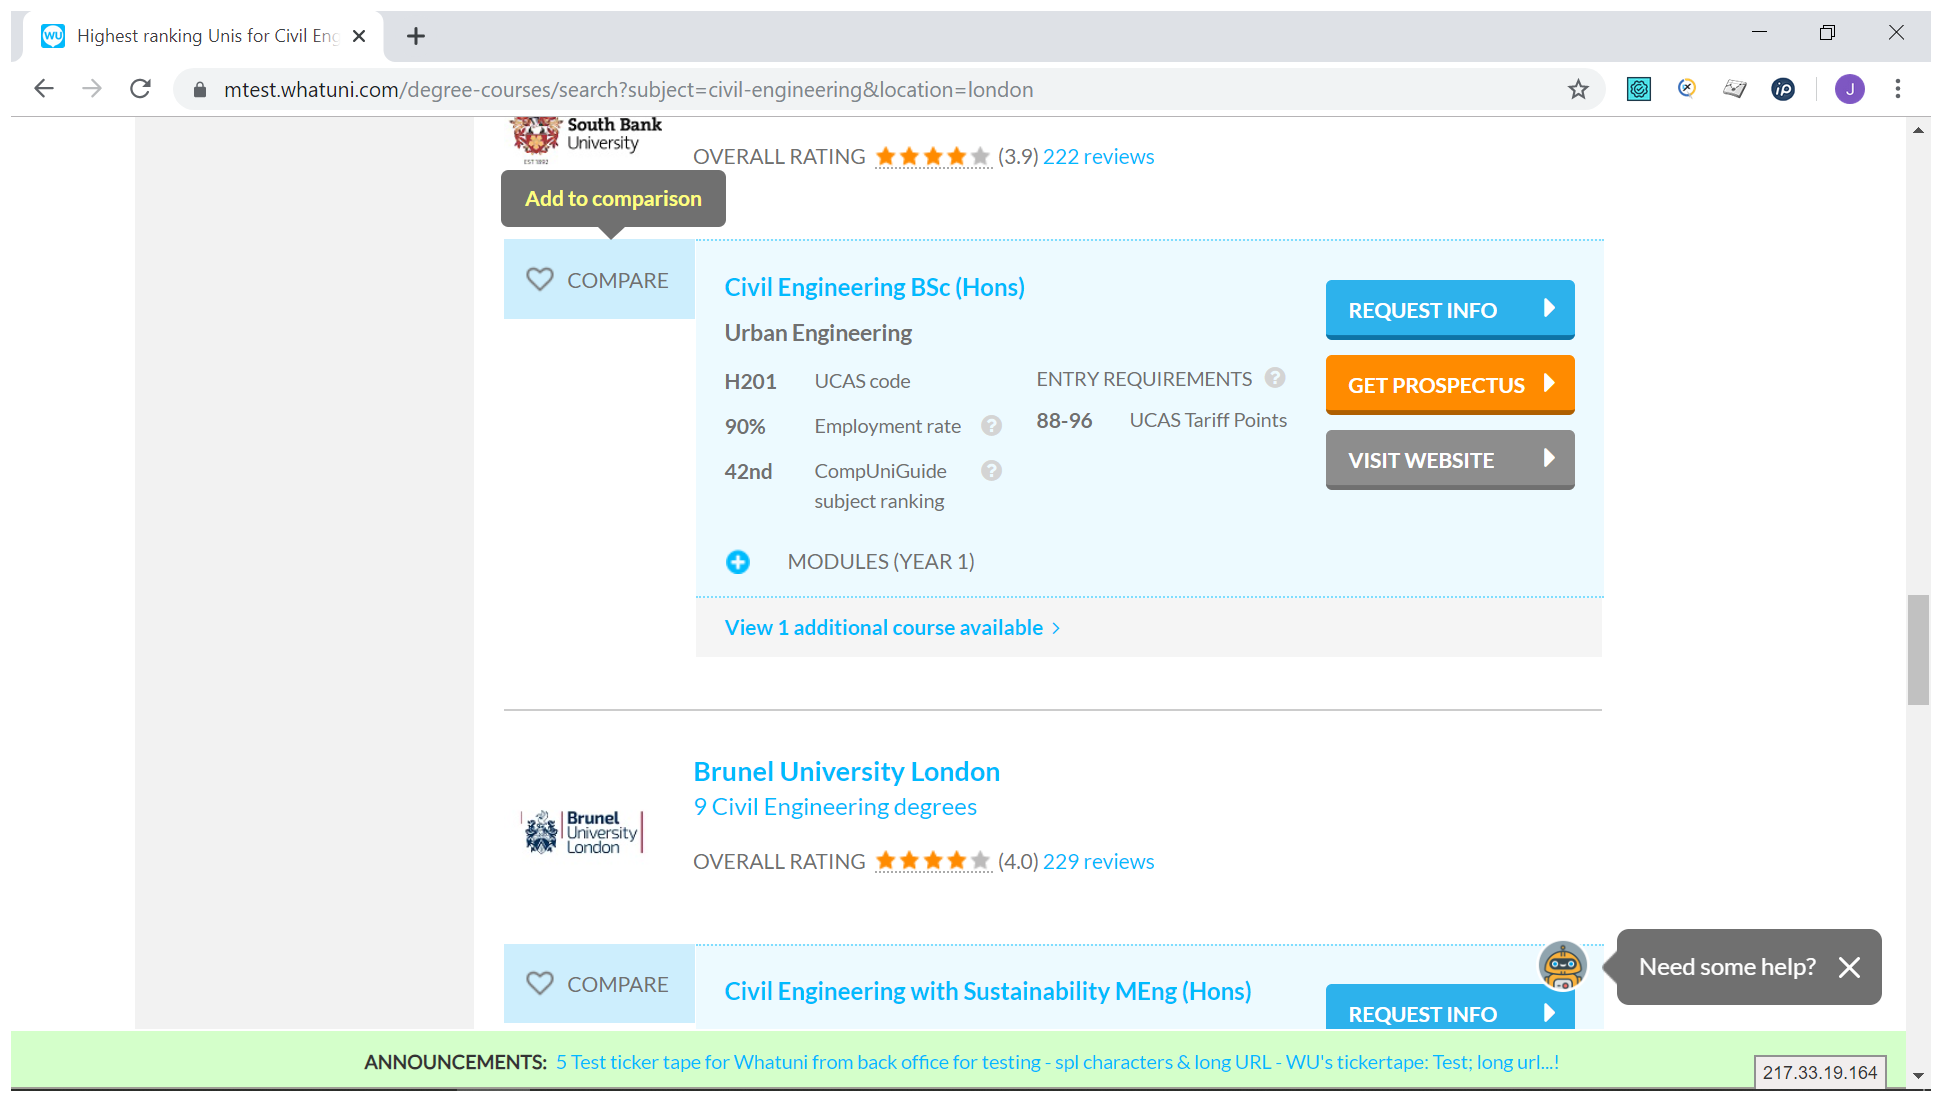 WU
Highest ranking Unis for Civil Eng
mtest.whatuni.com/degree-courses/search?subject=civil-engineering&location=london
iP
J
South Bank
University
EST 1892
OVERALL RATING (3.9) 222 reviews
Add to comparison
COMPARE
Civil Engineering BSc (Hons)
REQUEST INFO
Urban Engineering
H201 UCAS code
ENTRY REQUIREMENTS ?
GET PROSPECTUS
90% Employment rate ?
88-96 UCAS Tariff Points
VISIT WEBSITE
42nd CompUniGuide ?
subject ranking
MODULES (YEAR 1)
View 1 additional course available >
Brunel University London
9 Civil Engineering degrees
Brunel
University
London
OVERALL RATING (4.0) 229 reviews
COMPARE
Civil Engineering with Sustainability MEng (Hons)
REQUEST INFO
Need some help?
ANNOUNCEMENTS: 5 Test ticker tape for Whatuni from back office for testing - spl characters & long URL - WU's tickertape: Test; long url...!
217.33.19.164